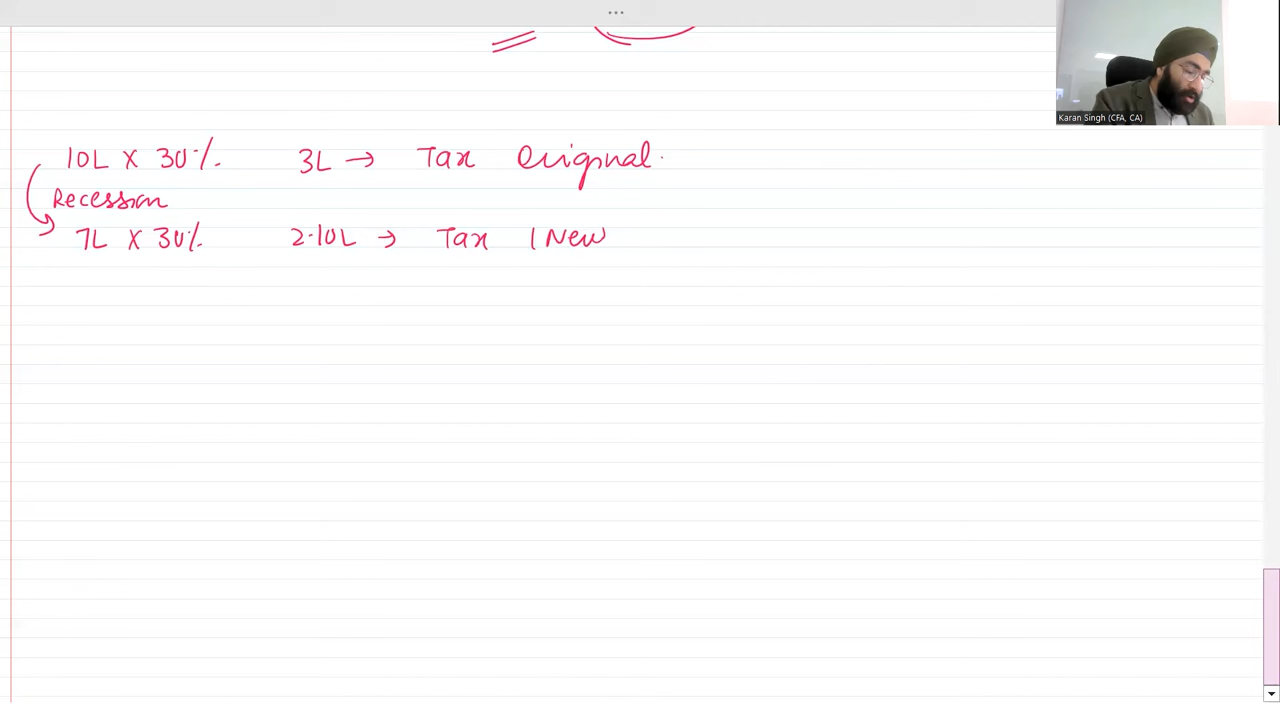 Karan Singh (CFA, CA)
10L X 30% 3L → Tax Original.
Recession
7L X 30% 2.10L → Tax (New